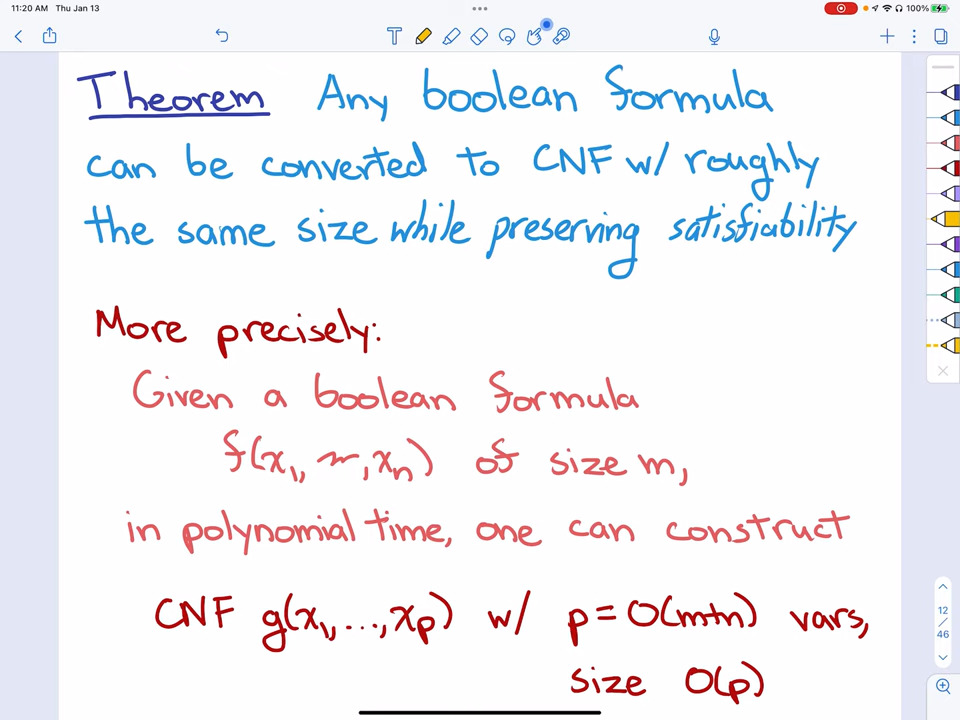 11:20 AM Thu Jan 13
100%
Theorem Any boolean formula
can be converted to CNF w/ roughly
the same size while preserving satisfiability
More precisely:
Given a boolean formula
f(x₁, ..., xₙ) of size m,
in polynomial time, one can construct
CNF g(x₁,...,xₚ) w/ p = O(m+n) vars,
size O(p)
12
/
46